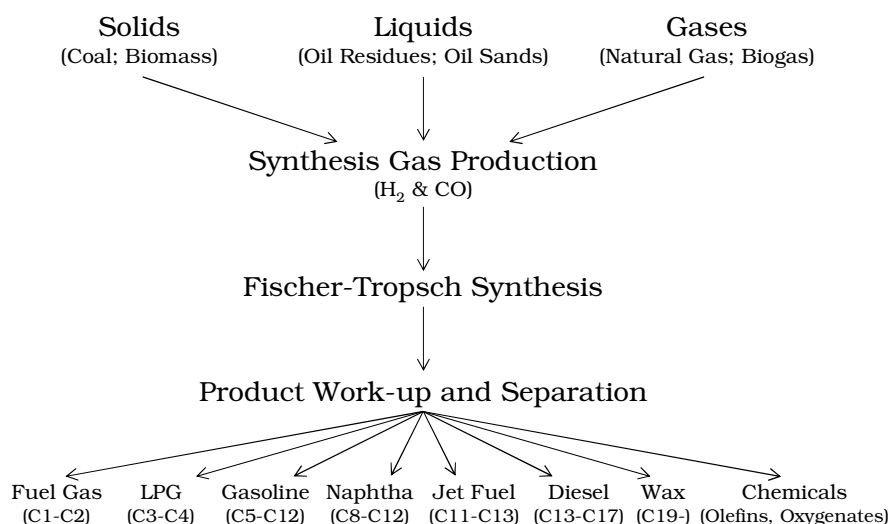 Solids Liquids Gases
(Coal; Biomass) (Oil Residues; Oil Sands) (Natural Gas; Biogas)
Synthesis Gas Production
(H₂ & CO)
Fischer-Tropsch Synthesis
Product Work-up and Separation
Fuel Gas LPG Gasoline Naphtha Jet Fuel Diesel Wax Chemicals
(C1-C2) (C3-C4) (C5-C12) (C8-C12) (C11-C13) (C13-C17) (C19-) (Olefins, Oxygenates)